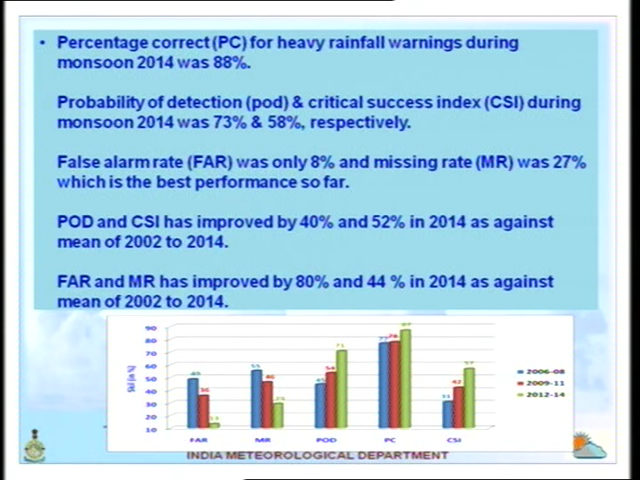 • Percentage correct (PC) for heavy rainfall warnings during
monsoon 2014 was 88%.
Probability of detection (pod) & critical success index (CSI) during
monsoon 2014 was 73% & 58%, respectively.
False alarm rate (FAR) was only 8% and missing rate (MR) was 27%
which is the best performance so far.
POD and CSI has improved by 40% and 52% in 2014 as against
mean of 2002 to 2014.
FAR and MR has improved by 80% and 44 % in 2014 as against
mean of 2002 to 2014.
90
80
70
60
50
40
30
20
10
Skill (in %)
49 36 55 46 54 71 77 42 57
2006-08
2009-11
2012-14
FAR MR POD PC CSI
INDIA METEOROLOGICAL DEPARTMENT